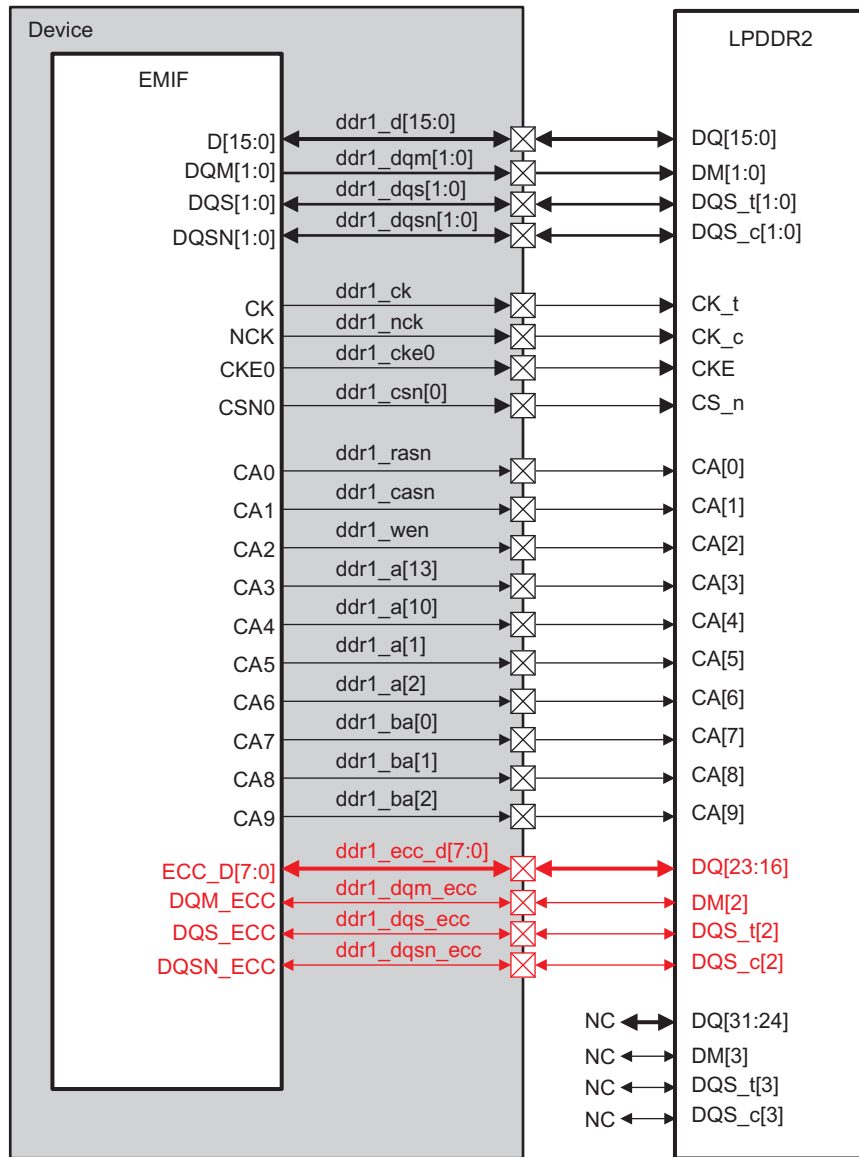 Device
LPDDR2
EMIF
D[15:0] ddr1_d[15:0] DQ[15:0]
DQM[1:0] ddr1_dqm[1:0] DM[1:0]
DQS[1:0] ddr1_dqs[1:0] DQS_t[1:0]
DQSN[1:0] ddr1_dqsn[1:0] DQS_c[1:0]
CK ddr1_ck CK_t
NCK ddr1_nck CK_c
CKE0 ddr1_cke0 CKE
CSN0 ddr1_csn[0] CS_n
CA0 ddr1_rasn CA[0]
CA1 ddr1_casn CA[1]
CA2 ddr1_wen CA[2]
CA3 ddr1_a[13] CA[3]
CA4 ddr1_a[10] CA[4]
CA5 ddr1_a[1] CA[5]
CA6 ddr1_a[2] CA[6]
CA7 ddr1_ba[0] CA[7]
CA8 ddr1_ba[1] CA[8]
CA9 ddr1_ba[2] CA[9]
ECC_D[7:0] ddr1_ecc_d[7:0] DQ[23:16]
DQM_ECC ddr1_dqm_ecc DM[2]
DQS_ECC ddr1_dqs_ecc DQS_t[2]
DQSN_ECC ddr1_dqsn_ecc DQS_c[2]
NC DQ[31:24]
NC DM[3]
NC DQS_t[3]
NC DQS_c[3]